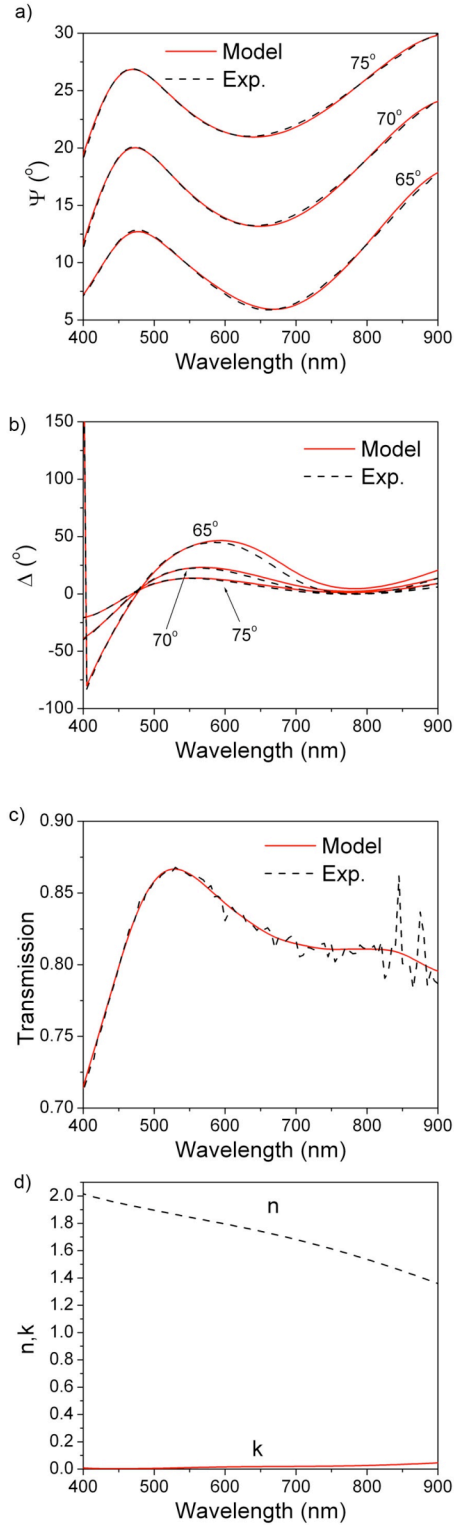 a)
30
25
20
15
10
5
Ψ (°)
Model
Exp.
75°
70°
65°
400 500 600 700 800 900
Wavelength (nm)
b)
150
100
50
0
-50
-100
Δ (°)
Model
Exp.
65°
70°
75°
400 500 600 700 800 900
Wavelength (nm)
c)
0.90
0.85
0.80
0.75
0.70
Transmission
Model
Exp.
400 500 600 700 800 900
Wavelength (nm)
d)
2.0
1.8
1.6
1.4
1.2
1.0
0.8
0.6
0.4
0.2
0.0
n,k
n
k
400 500 600 700 800 900
Wavelength (nm)